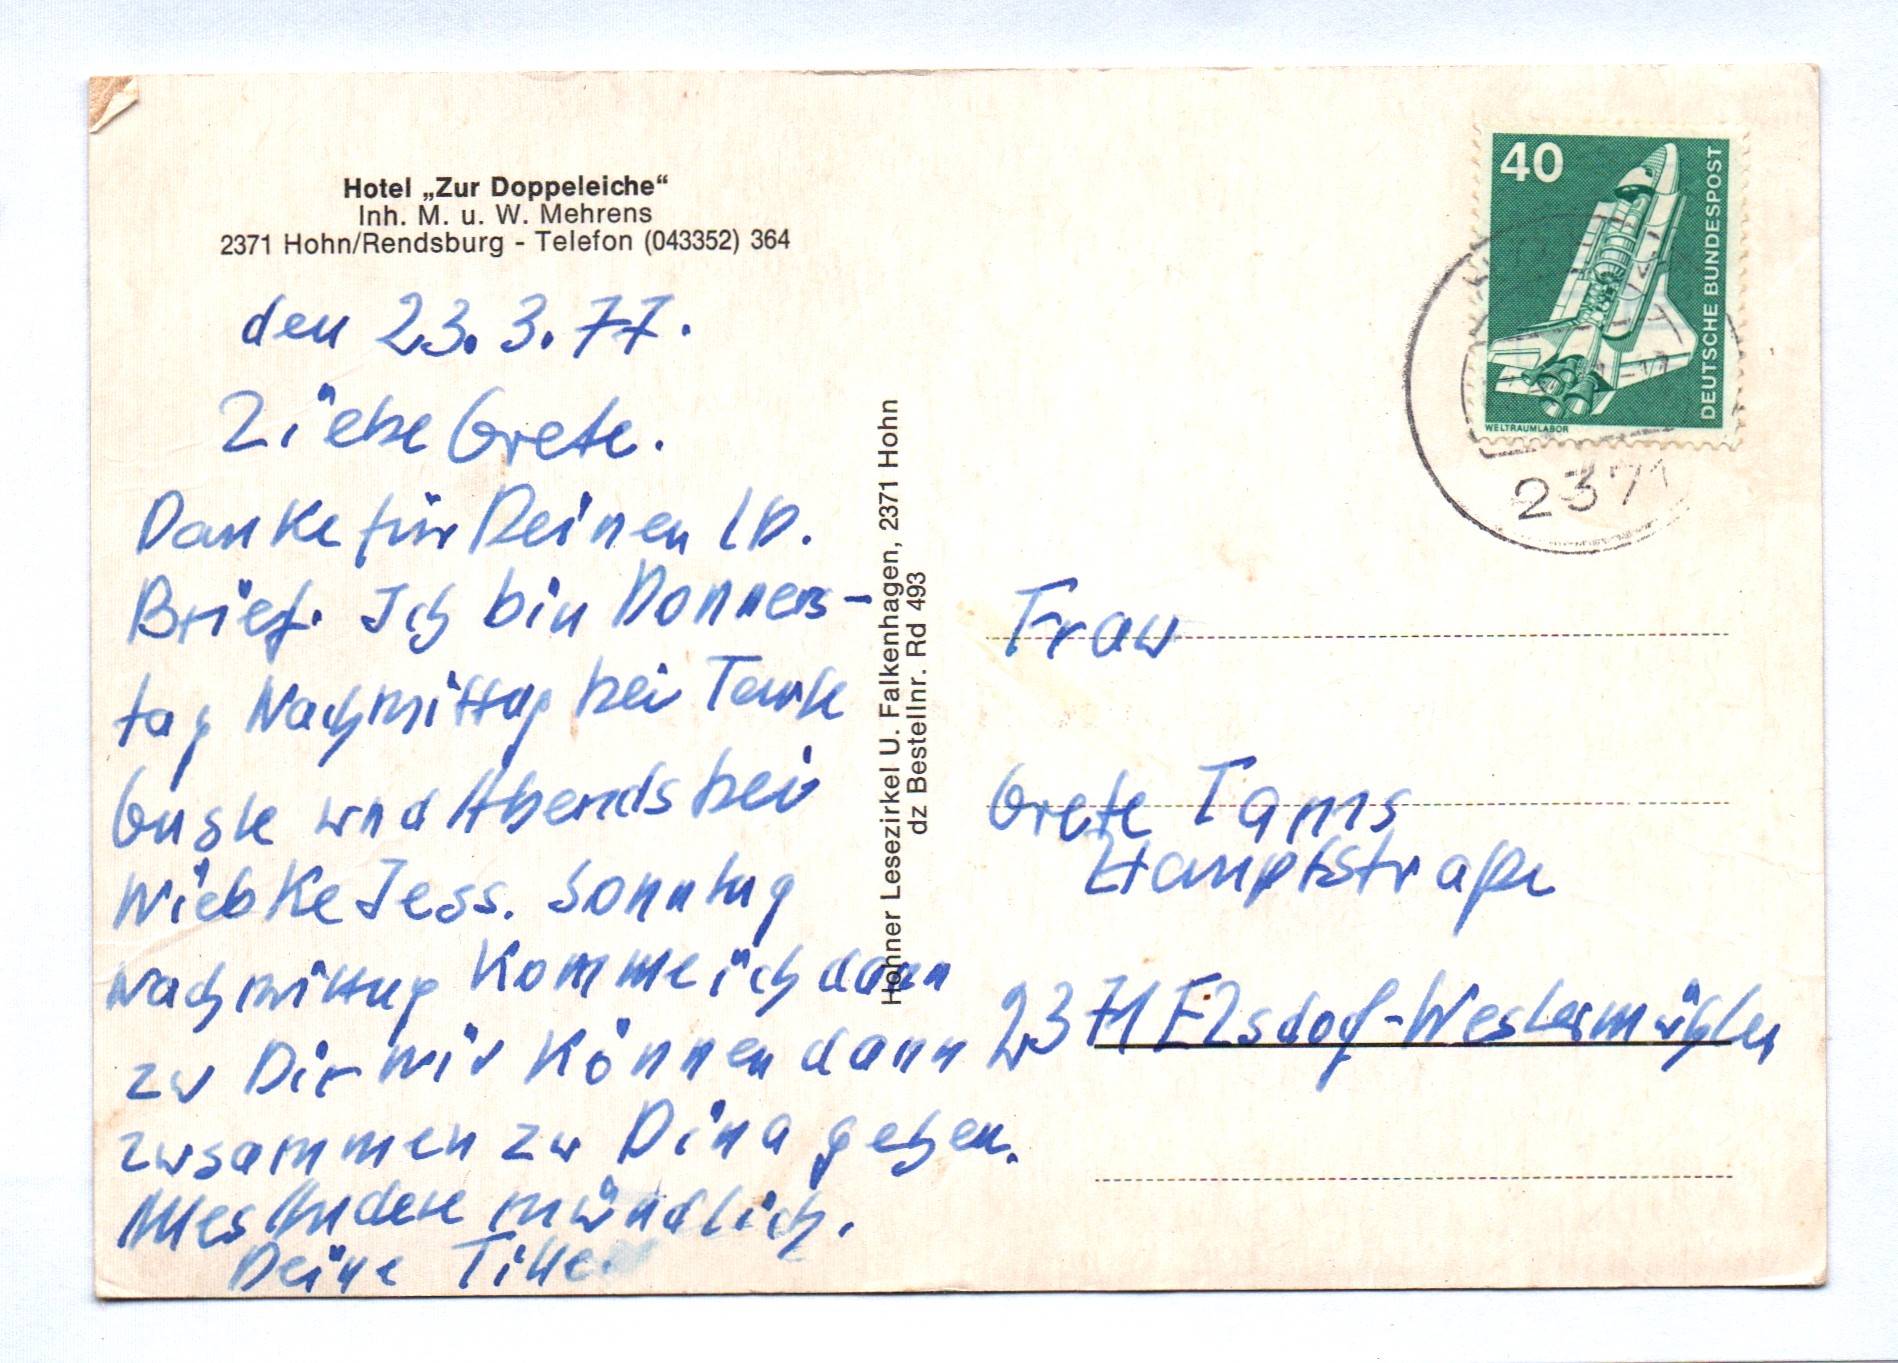 Hotel „Zur Doppeleiche“
Inh. M. u. W. Mehrens
2371 Hohn/Rendsburg - Telefon (043352) 364
den 23. 3. 77.
Liebe Grete.
Danke für Deinen lb.
Brief. Ich bin Donners-
tag Nachmittag bei Tante
und Abends bei
Wiebke Jess. Sonntag
nachmittag komme ich dann
zu Dir wir können dann
zusammen zu Dina gehen.
Alles Andere mündlich.
Deine
Hohner Lesezirkel U. Falkenhagen, 2371 Hohn
dz Bestellnr. Rd 493
40
DEUTSCHE BUNDESPOST
WELTRAUMLABOR
2371
Frau
Grete Tams
Hauptstraße
2371 Elsdorf-Westermühlen